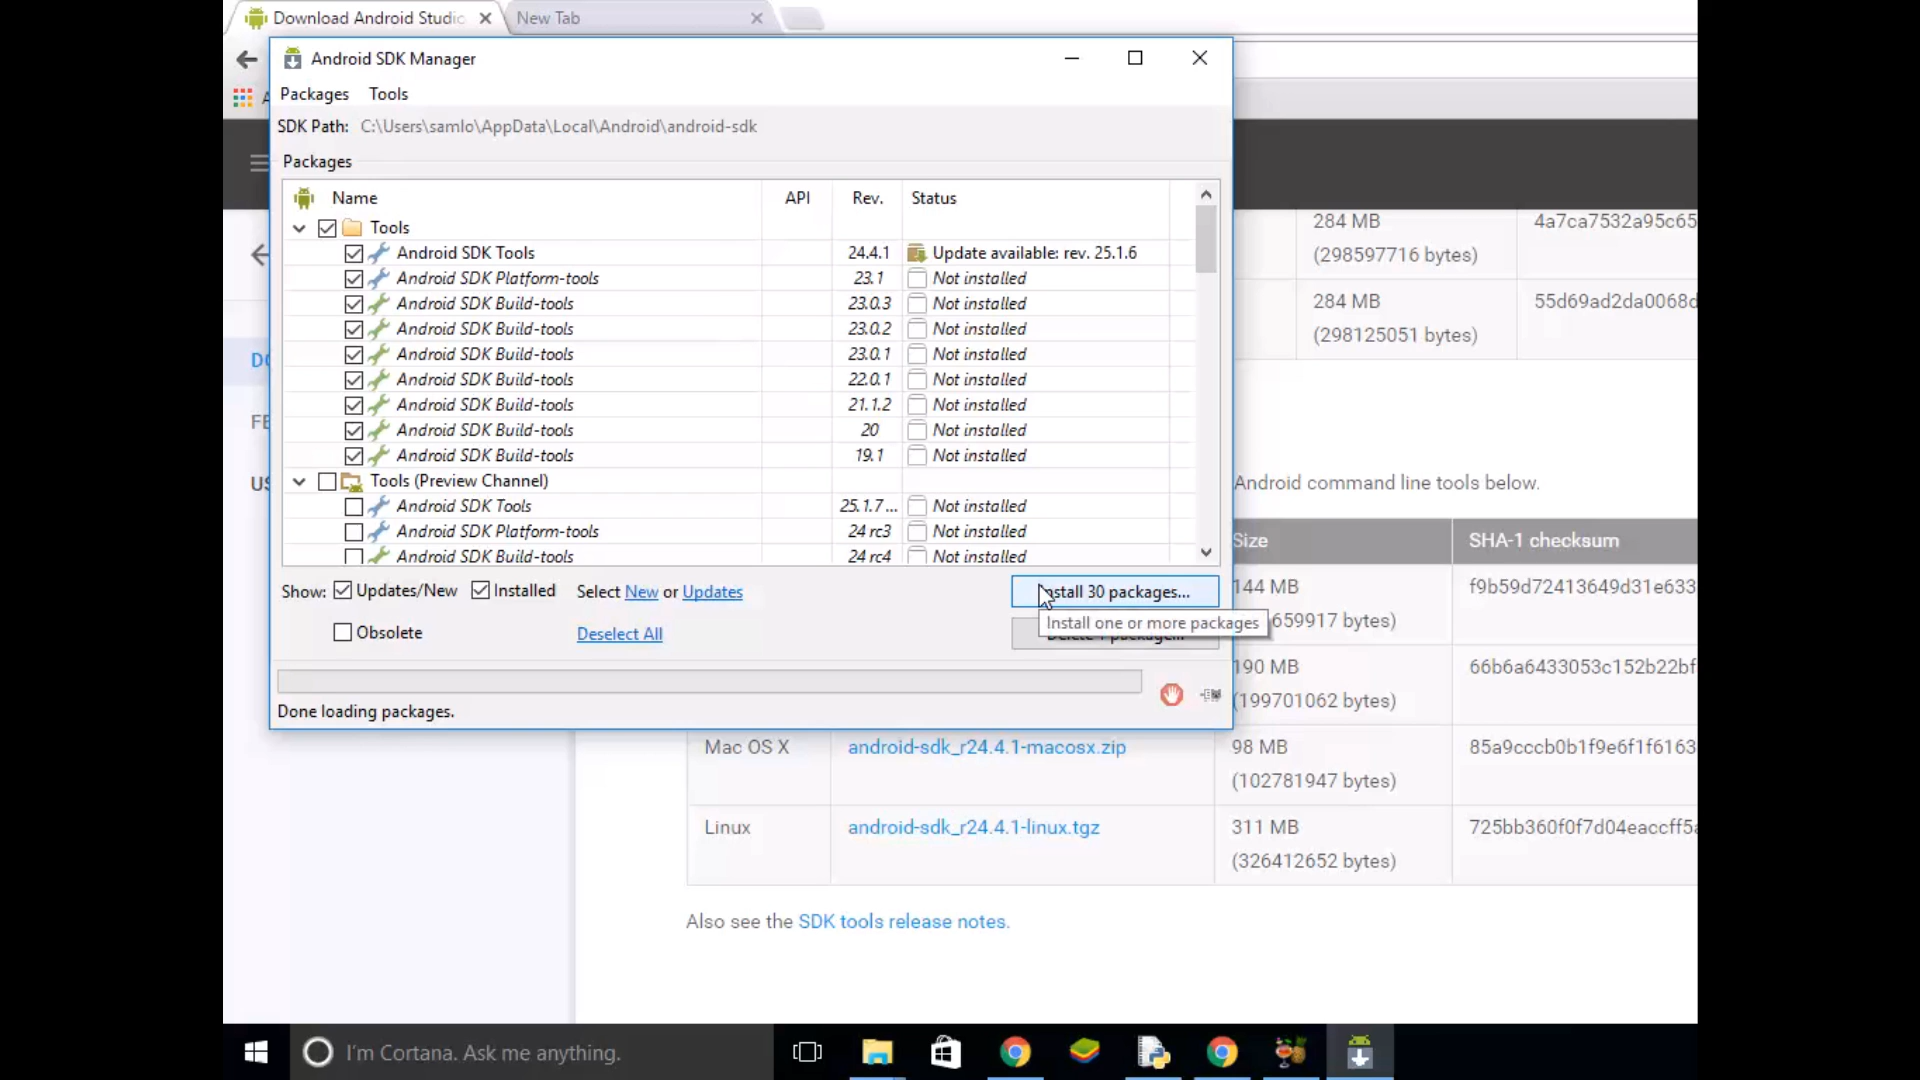 Download Android Studio
New Tab
Android SDK Manager
Packages Tools
SDK Path: C:\Users\samlo\AppData\Local\Android\android-sdk
Packages
Name API Rev. Status
Tools
Android SDK Tools 24.4.1 Update available: rev. 25.1.6
Android SDK Platform-tools 23.1 Not installed
Android SDK Build-tools 23.0.3 Not installed
Android SDK Build-tools 23.0.2 Not installed
Android SDK Build-tools 23.0.1 Not installed
Android SDK Build-tools 22.0.1 Not installed
Android SDK Build-tools 21.1.2 Not installed
Android SDK Build-tools 20 Not installed
Android SDK Build-tools 19.1 Not installed
Tools (Preview Channel)
Android SDK Tools 25.1.7... Not installed
Android SDK Platform-tools 24 rc3 Not installed
Android SDK Build-tools 24 rc4 Not installed
Show: Updates/New Installed Select New or Updates
30 packages...
Install one or more packages
Obsolete Deselect All
Done loading packages.
284 MB 4a7ca7532a95c65
(298597716 bytes)
284 MB 55d69ad2da0068d
(298125051 bytes)
Android command line tools below.
Size SHA-1 checksum
144 MB f9b59d72413649d31e633
659917 bytes)
190 MB 66b6a6433053c152b22bf
(199701062 bytes)
Mac OS X android-sdk_r24.4.1-macosx.zip 98 MB 85a9cccb0b1f9e6f1f6163
(102781947 bytes)
Linux android-sdk_r24.4.1-linux.tgz 311 MB 725bb360f0f7d04eaccff5a
(326412652 bytes)
Also see the SDK tools release notes.
I'm Cortana. Ask me anything.